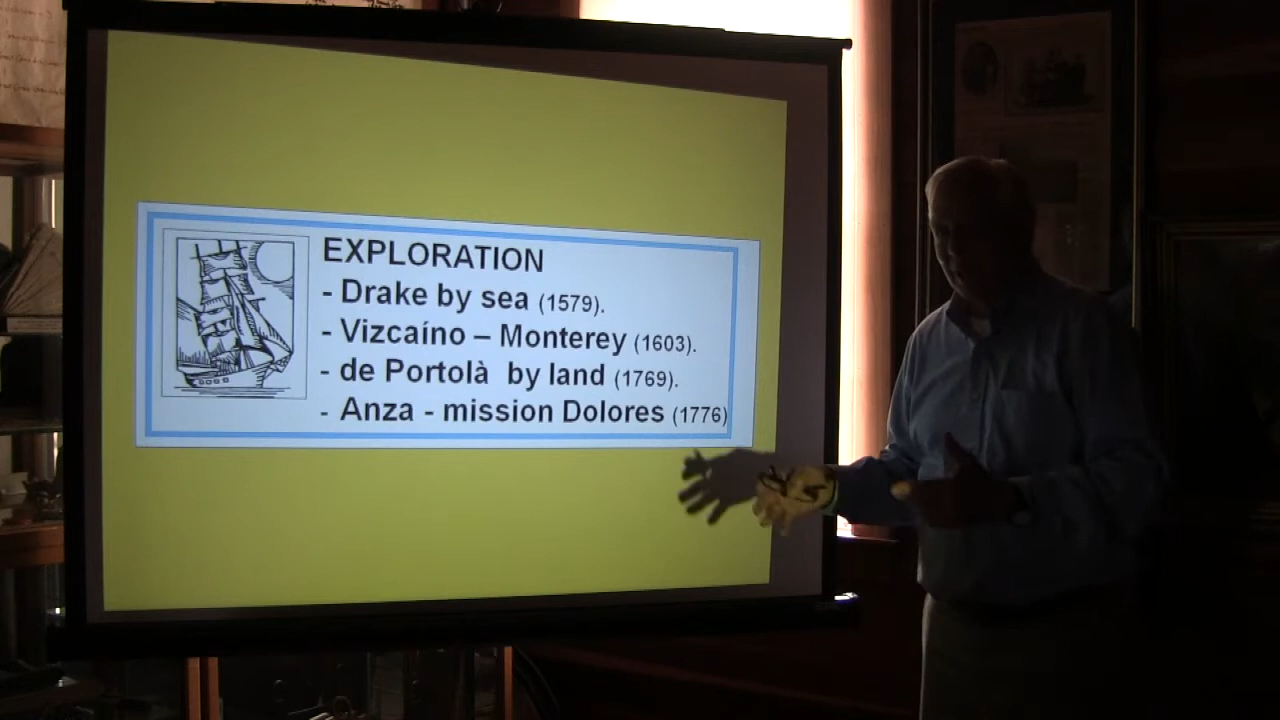 EXPLORATION
- Drake by sea (1579).
- Vizcaíno – Monterey (1603).
- de Portolà by land (1769).
- Anza - mission Dolores (1776)